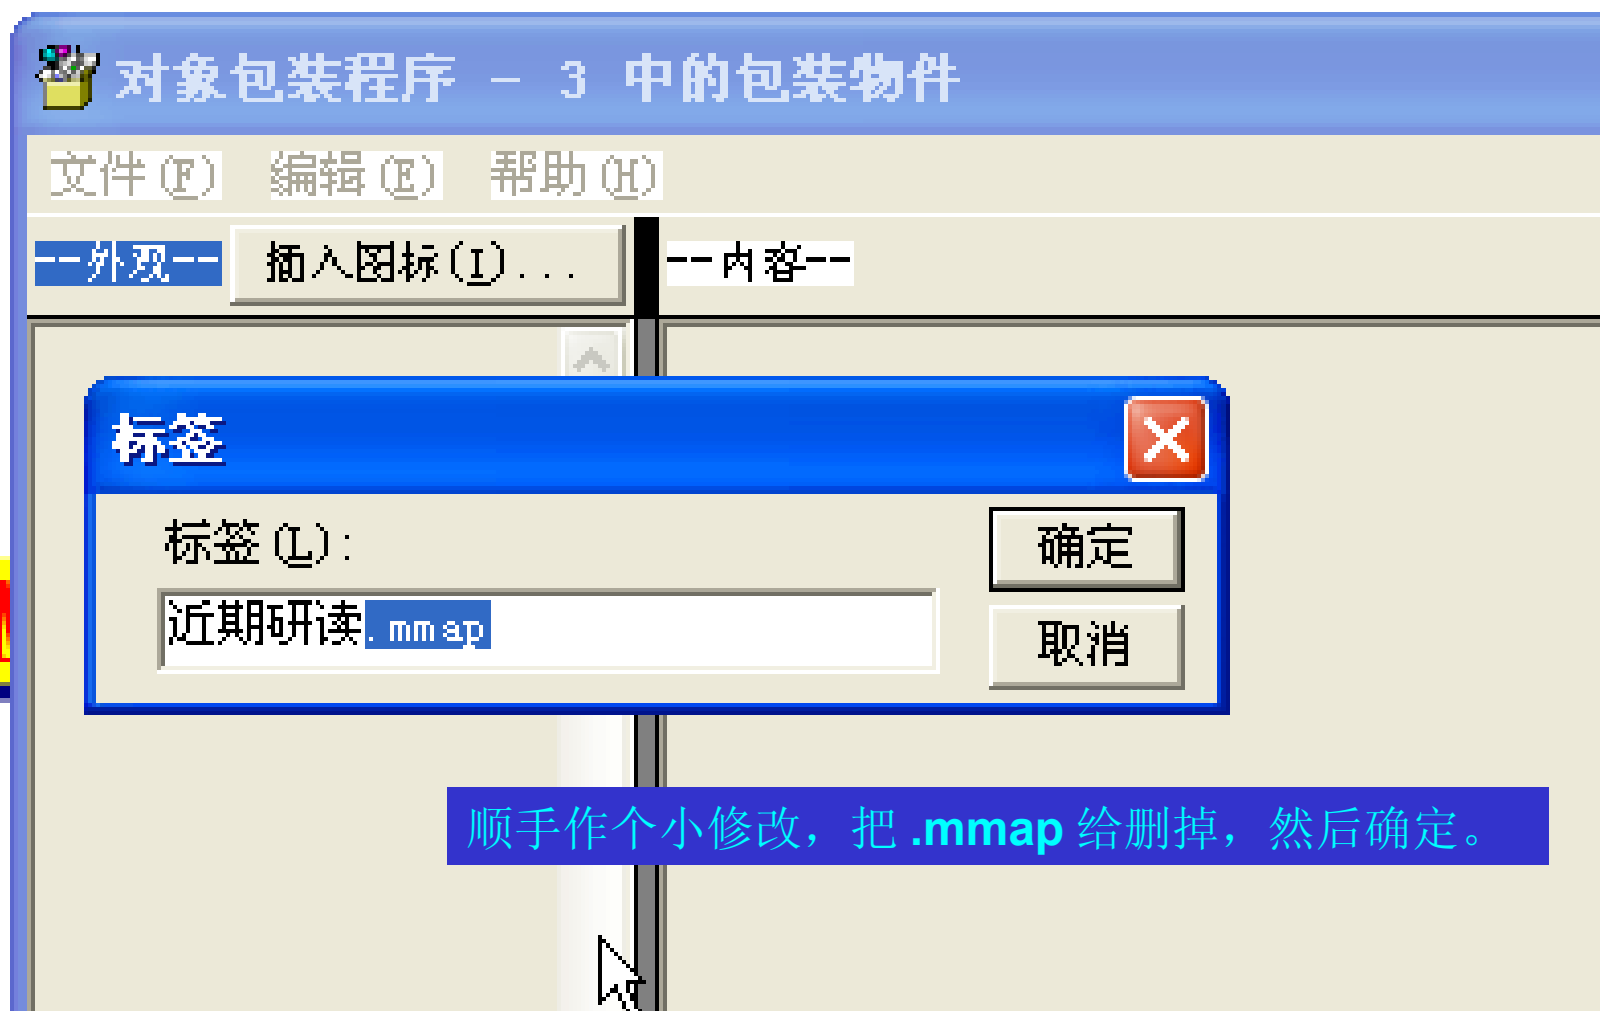 对象包装程序 - 3 中的包装物件
文件(F) 编辑(E) 帮助(H)
--外观-- 插入图标(I)... --内容--
标签
标签(L):
确定
近期研读.mmap
取消
顺手作个小修改，把 .mmap 给删掉，然后确定。